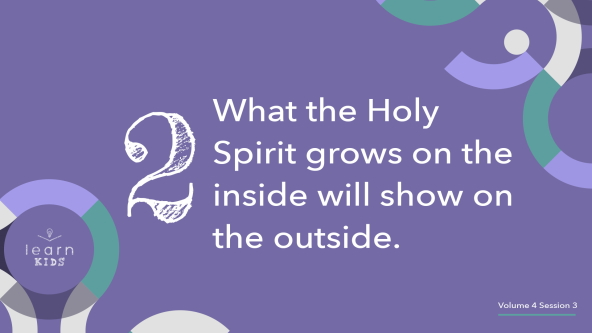 2
What the Holy
Spirit grows on the
inside will show on
the outside.
learn
KIDS
Volume 4 Session 3